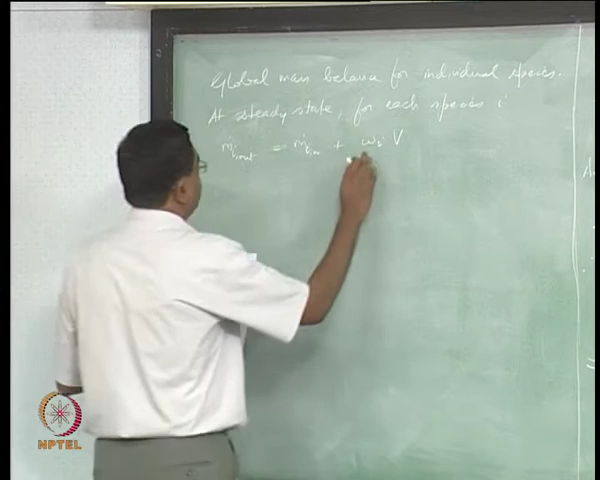 Global mass balance for individual species.
At steady state, for each species i
ṁi,out = ṁi,in + ωi V
NPTEL